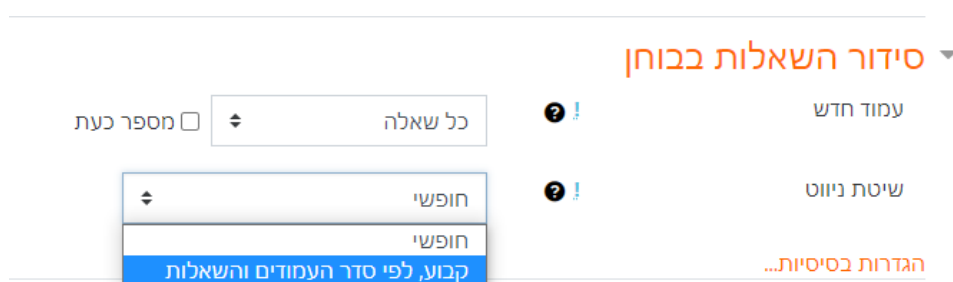 סידור השאלות בבוחן
עמוד חדש ! ? כל שאלה מספר כעת
שיטת ניווט ! ? חופשי
חופשי
קבוע, לפי סדר העמודים והשאלות
הגדרות בסיסיות...